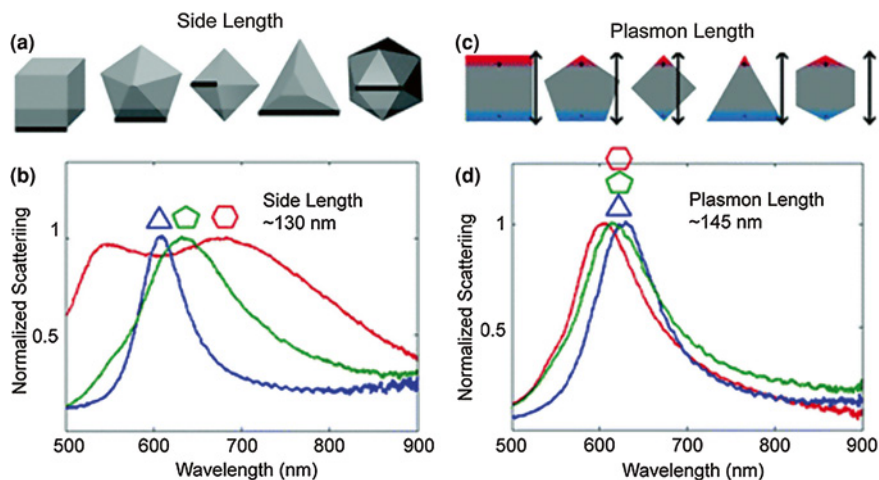 Side Length
Plasmon Length
(a)
(c)
(b)
(d)
Side Length
~130 nm
Plasmon Length
~145 nm
Normalized Scatteriing
1
0.5
500 600 700 800 900
Wavelength (nm)
Normalized Scattering
1
0.5
500 600 700 800 900
Wavelength (nm)